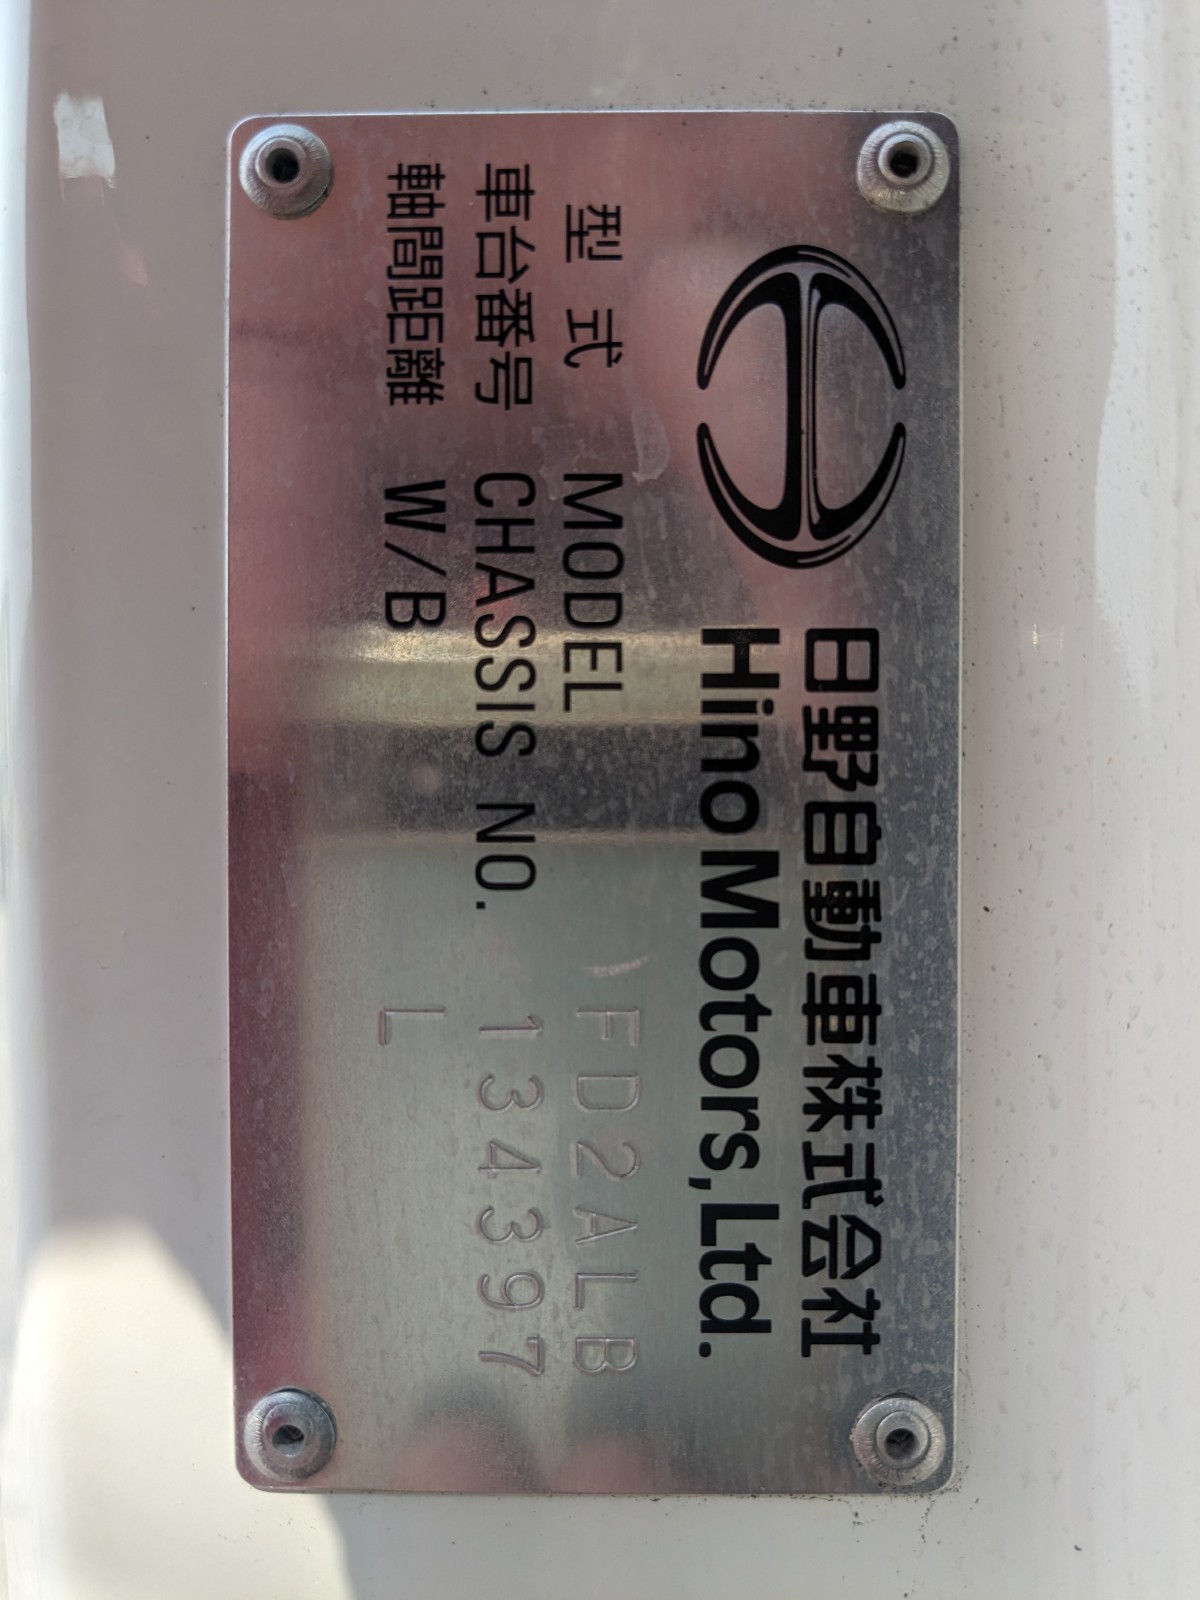 日野自動車株式会社
Hino Motors,Ltd.
型式 MODEL FD2ALB
車台番号 CHASSIS NO. 134397
軸間距離 W/B L